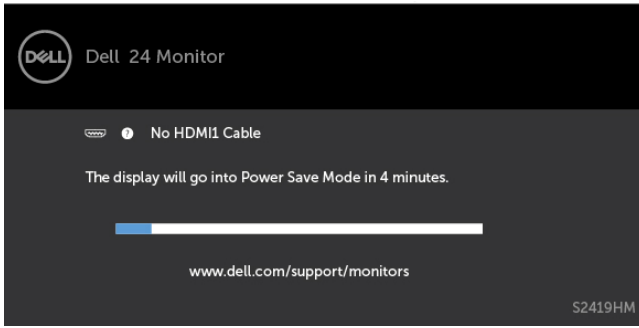 DELL
Dell 24 Monitor
? No HDMI1 Cable
The display will go into Power Save Mode in 4 minutes.
www.dell.com/support/monitors
S2419HM